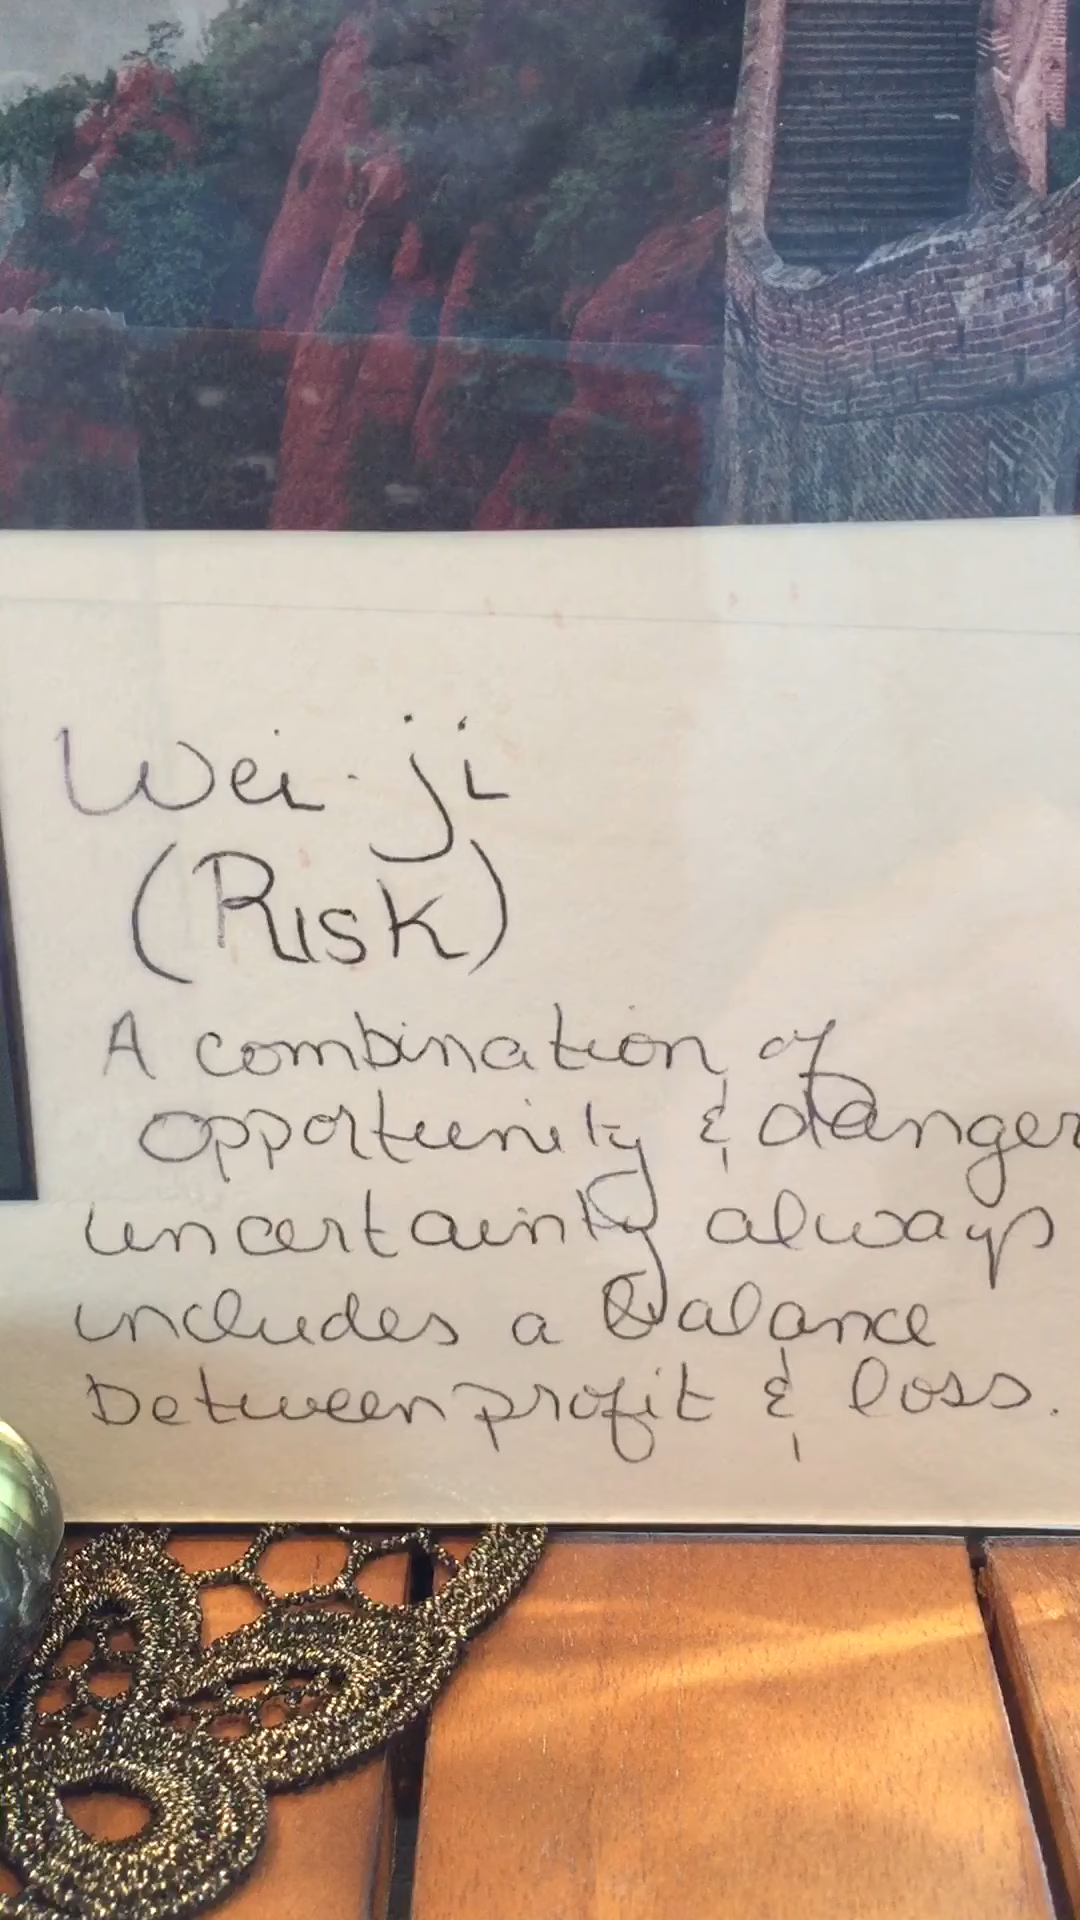 Wei-ji
(Risk)
A combination of
opportunity & danger
uncertainty always
includes a balance
between profit & loss.